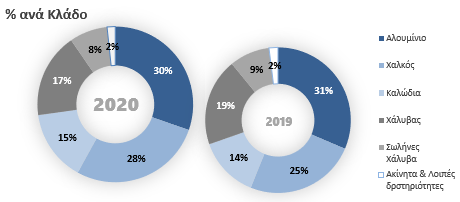 % ανά Κλάδο
2%
8%
30%
17%
2020
15%
28%
2%
9%
31%
19%
2019
14%
25%
Αλουμίνιο
Χαλκός
Καλώδια
Χάλυβας
Σωλήνες
Χάλυβα
Ακίνητα & Λοιπές
δρστηριότητες